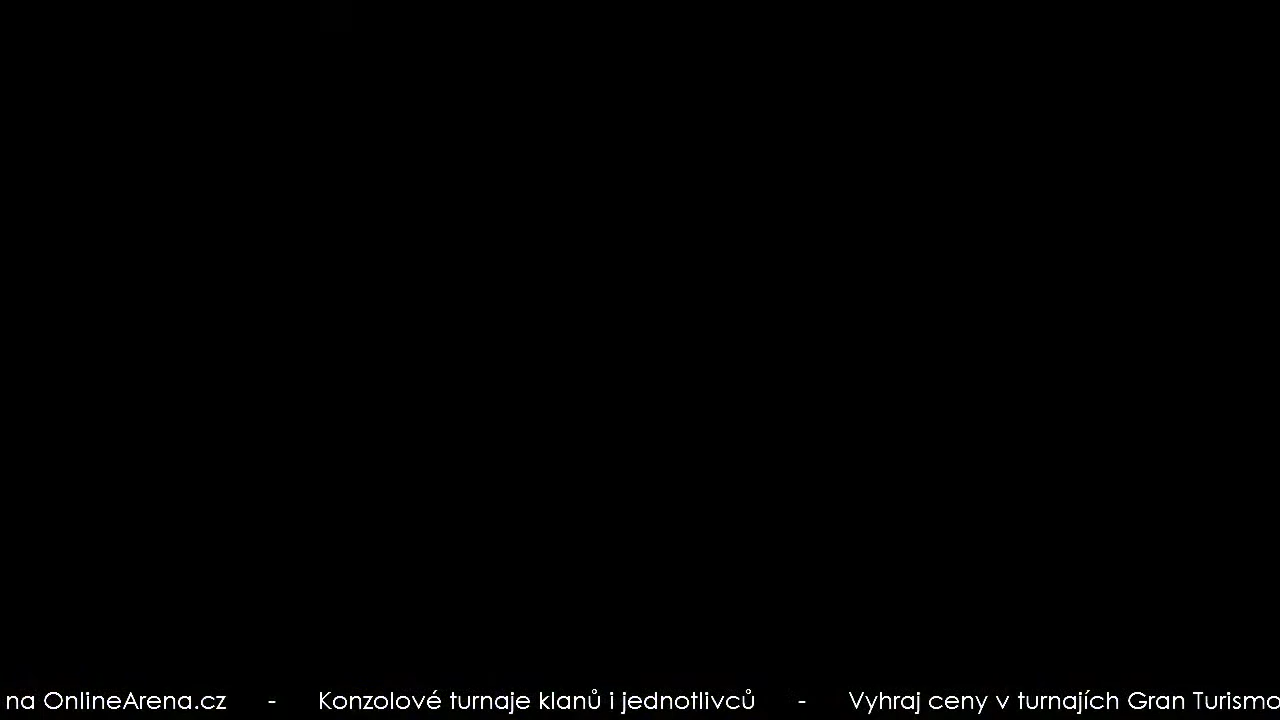 na OnlineArena.cz - Konzolové turnaje klanů i jednotlivců - Vyhraj ceny v turnajích Gran Turismo